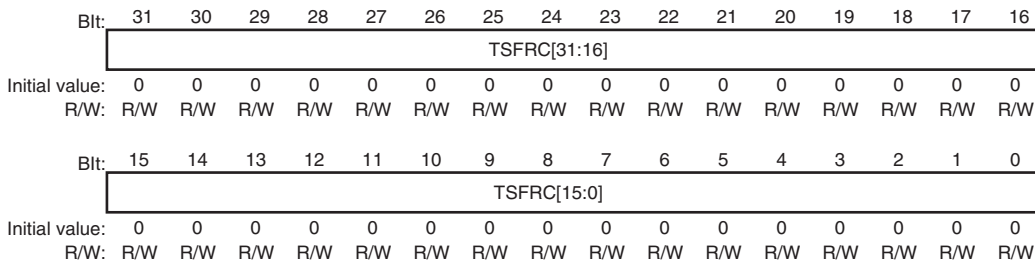 BIt: 31 30 29 28 27 26 25 24 23 22 21 20 19 18 17 16
TSFRC[31:16]
Initial value: 0 0 0 0 0 0 0 0 0 0 0 0 0 0 0 0
R/W: R/W R/W R/W R/W R/W R/W R/W R/W R/W R/W R/W R/W R/W R/W R/W R/W
BIt: 15 14 13 12 11 10 9 8 7 6 5 4 3 2 1 0
TSFRC[15:0]
Initial value: 0 0 0 0 0 0 0 0 0 0 0 0 0 0 0 0
R/W: R/W R/W R/W R/W R/W R/W R/W R/W R/W R/W R/W R/W R/W R/W R/W R/W